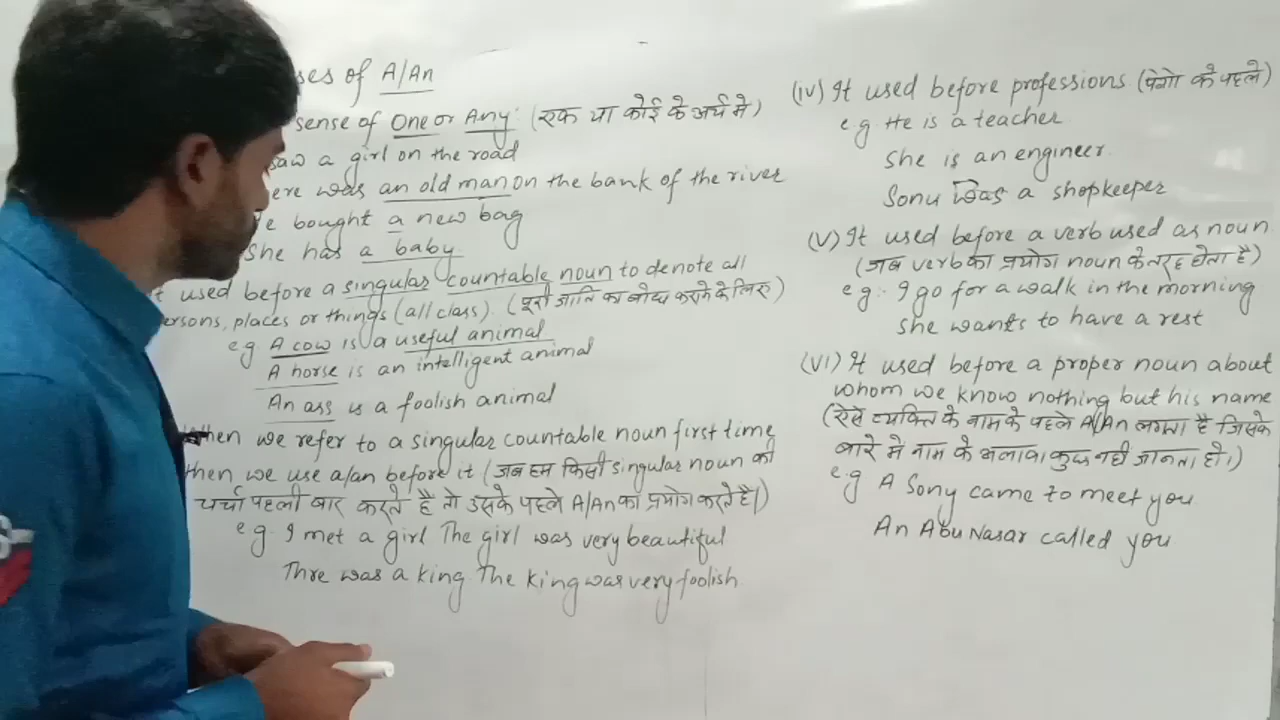 ses of A/An
sense of One or Any: (एक या कोई के अर्थ मे)
saw a girl on the road
ere was an old man on the bank of the river
e bought a new bag
She has a baby
t used before a singular countable noun to denote all
ersons, places or things (all class). (पूरी जाति का बोध कराने के लिए)
eg. A cow is a useful animal
A horse is an intelligent animal
An ass is a foolish animal
when we refer to a singular countable noun first time
then we use a/an before it (जब हम किसी singular noun की
चर्चा पहली बार करते है तो उसके पहले A/An का प्रयोग करते है।)
eg. I met a girl The girl was very beautiful
Thre was a king. The king was very foolish
(iv) It used before professions (पेशो के पहले)
e.g He is a teacher
She is an engineer.
Sonu was a shopkeeper
(v) It used before a verb used as noun
(जब verb का प्रयोग noun के तरह होता है)
eg:- I go for a walk in the morning
She wants to have a rest
(vi) It used before a proper noun about
whom we know nothing but his name
(ऐसे व्यक्ति के नाम के पहले A/An लगता है जिसके
बारे मे नाम के अलावा कुछ नही जानता हो।)
e.g A Sony came to meet you
An Abu Nasar called you